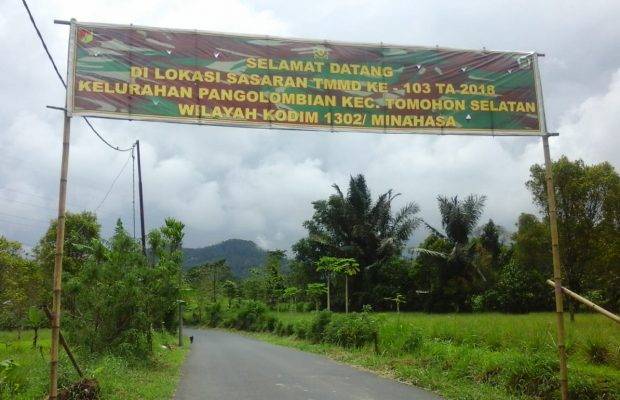 SELAMAT DATANG
DI LOKASI SASARAN TMMD KE - 103 TA 2018
KELURAHAN PANGOLOMBIAN KEC. TOMOHON SELATAN
WILAYAH KODIM 1302/ MINAHASA